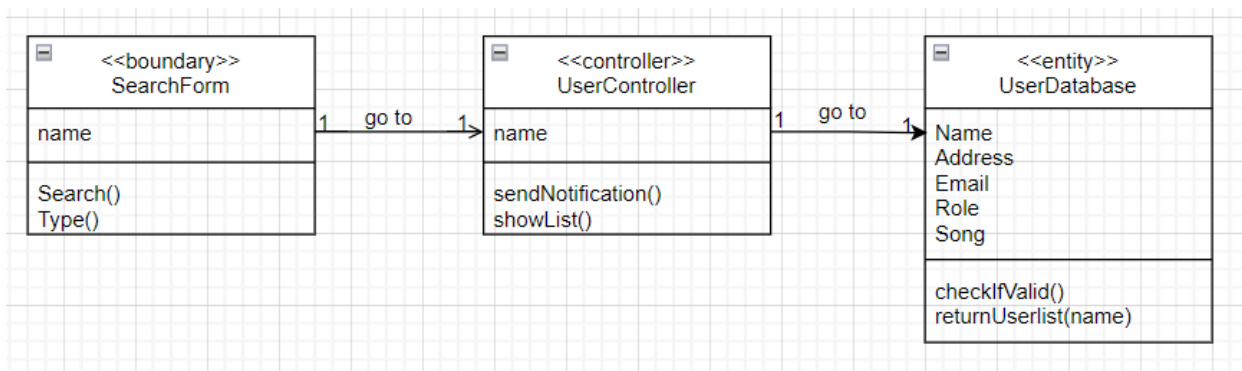 <<boundary>>
SearchForm
name
Search()
Type()
1 go to 1
<<controller>>
UserController
name
sendNotification()
showList()
1 go to 1
<<entity>>
UserDatabase
Name
Address
Email
Role
Song
checkIfValid()
returnUserlist(name)